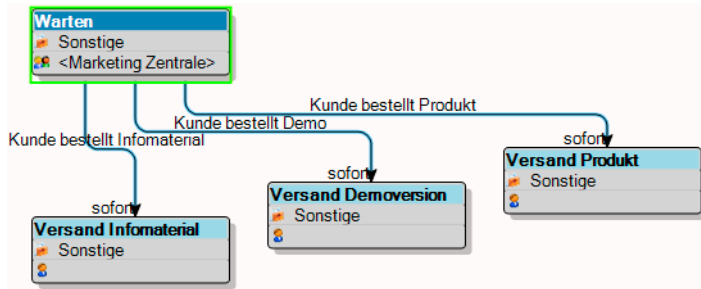 Warten
Sonstige
<Marketing Zentrale>
Kunde bestellt Produkt
Kunde bestellt Demo
Kunde bestellt Infomaterial
sofort
Versand Produkt
Sonstige
sofort
Versand Demoversion
Sonstige
sofort
Versand Infomaterial
Sonstige